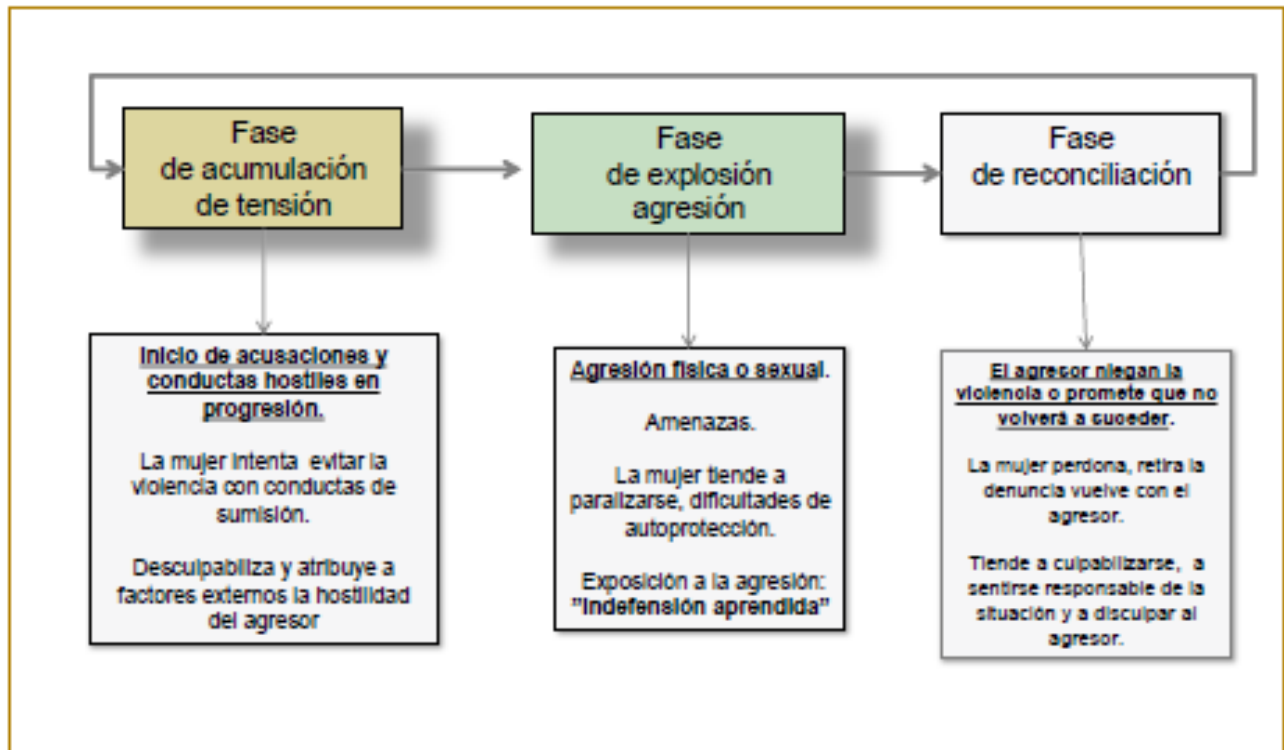 Fase
de acumulación
de tensión
Fase
de explosión
agresión
Fase
de reconciliación
Inicio de acusaciones y
conductas hostiles en
progresión.
La mujer intenta evitar la
violencia con conductas de
sumisión.
Desculpabiliza y atribuye a
factores externos la hostilidad
del agresor
Agresión física o sexual.
Amenazas.
La mujer tiende a
paralizarse, dificultades de
autoprotección.
Exposición a la agresión:
"Indefensión aprendida"
El agresor niegan la
violencia o promete que no
volverá a suceder.
La mujer perdona, retira la
denuncia vuelve con el
agresor.
Tiende a culpabilizarse, a
sentirse responsable de la
situación y a disculpar al
agresor.